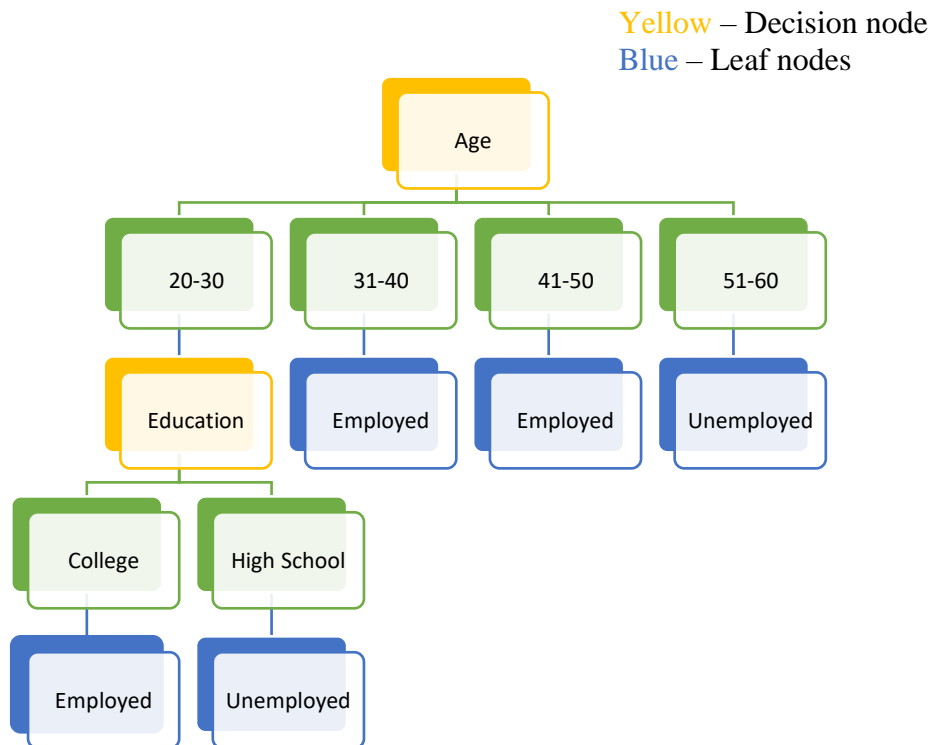 Yellow – Decision node
Blue – Leaf nodes
Age
20-30
31-40
41-50
51-60
Education
Employed
Employed
Unemployed
College
High School
Employed
Unemployed